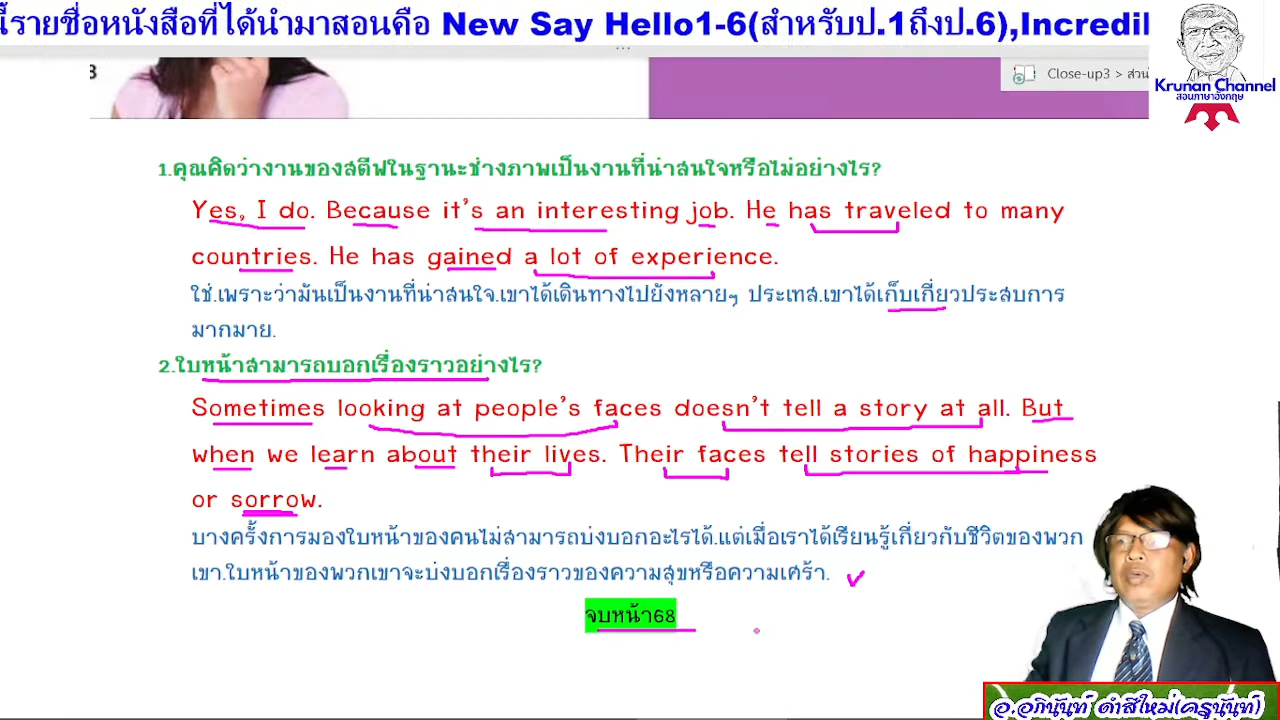 นี้รายชื่อหนังสือที่ได้นำมาสอนคือ New Say Hello1-6(สำหรับป.1ถึงป.6),Incredil
8
Close-up3 > ส่วน
Krunan Channel
สอนภาษาอังกฤษ
1.คุณคิดว่างานของสตีฟในฐานะช่างภาพเป็นงานที่น่าสนใจหรือไม่อย่างไร?
Yes, I do. Because it's an interesting job. He has traveled to many
countries. He has gained a lot of experience.
ใช่.เพราะว่ามันเป็นงานที่น่าสนใจ.เขาได้เดินทางไปยังหลายๆ ประเทส.เขาได้เก็บเกี่ยวประสบการ
มากมาย.
2.ใบหน้าสามารถบอกเรื่องราวอย่างไร?
Sometimes looking at people's faces doesn't tell a story at all. But
when we learn about their lives. Their faces tell stories of happiness
or sorrow.
บางครั้งการมองใบหน้าของคนไม่สามารถบ่งบอกอะไรได้.แต่เมื่อเราได้เรียนรู้เกี่ยวกับชีวิตของพวก
เขา.ใบหน้าของพวกเขาจะบ่งบอกเรื่องราวของความสุขหรือความเศร้า.
จบหน้า68
อ.อภินันท์ ดำสีใหม่(ครูนันท์)